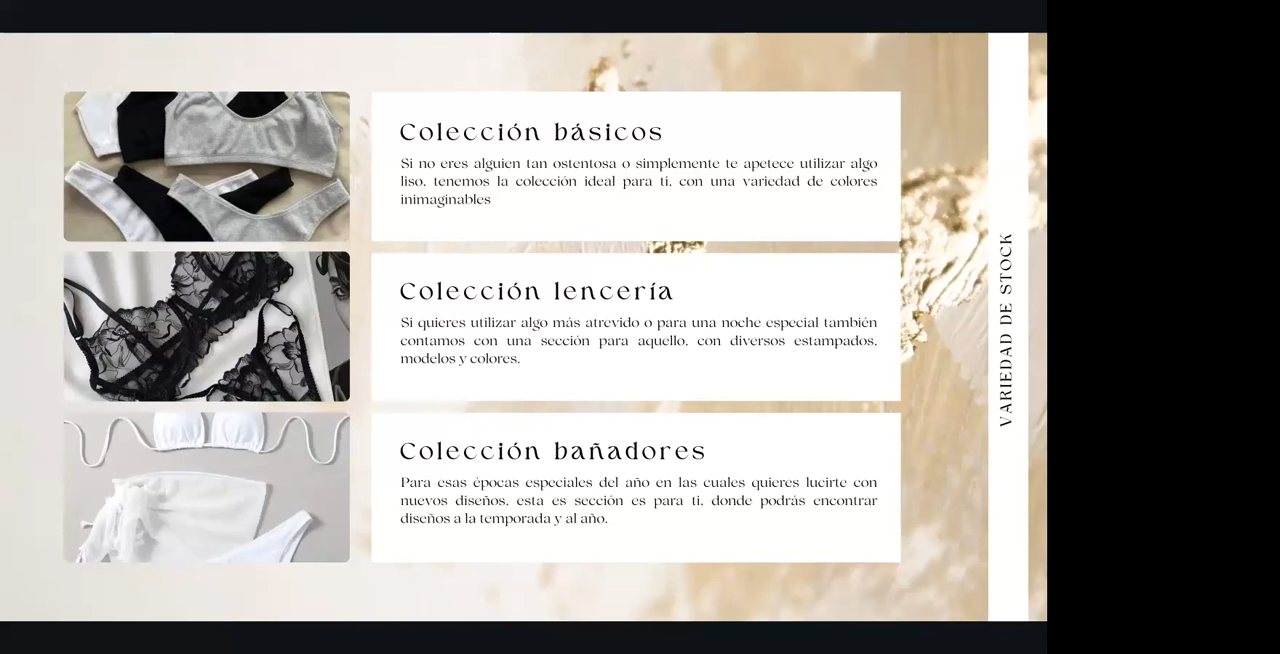 Colección básicos
Si no eres alguien tan ostentosa o simplemente te apetece utilizar algo
liso, tenemos la colección ideal para ti, con una variedad de colores
inimaginables
Colección lencería
Si quieres utilizar algo más atrevido o para una noche especial también
contamos con una sección para aquello, con diversos estampados,
modelos y colores.
Colección bañadores
Para esas épocas especiales del año en las cuales quieres lucirte con
nuevos diseños, esta es sección es para ti, donde podrás encontrar
diseños a la temporada y al año.
VARIEDAD DE STOCK